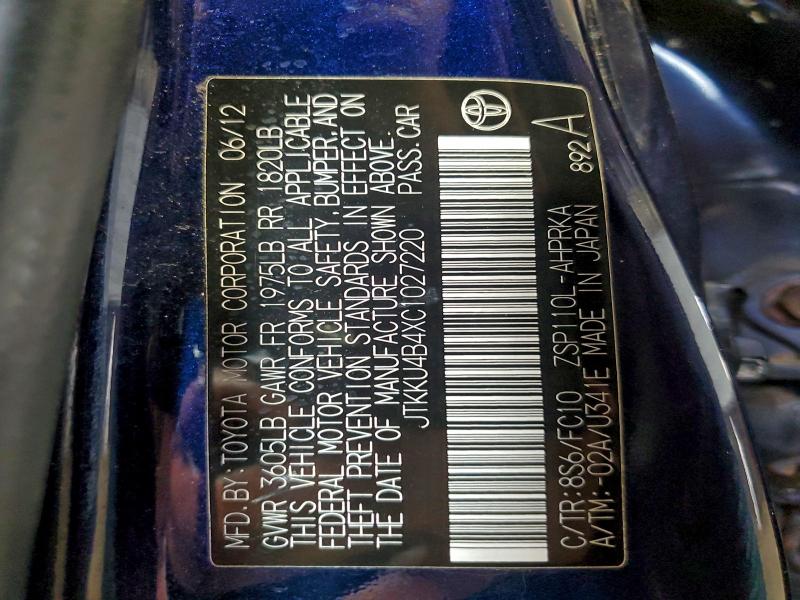 MFD.BY:TOYOTA MOTOR CORPORATION 06/12
GVWR 3605LB GAWR FR 1975LB RR 1820LB
THIS VEHICLE CONFORMS TO ALL APPLICABLE
FEDERAL MOTOR VEHICLE SAFETY,BUMPER,AND
THEFT PREVENTION STANDARDS IN EFFECT ON
THE DATE OF MANUFACTURE SHOWN ABOVE.
JTKKU4B4XC1027220 PASS.CAR
C/TR:8S6/FC10 ZSP110L-AHPRKA 892A
A/TM:-02A/U341E MADE IN JAPAN